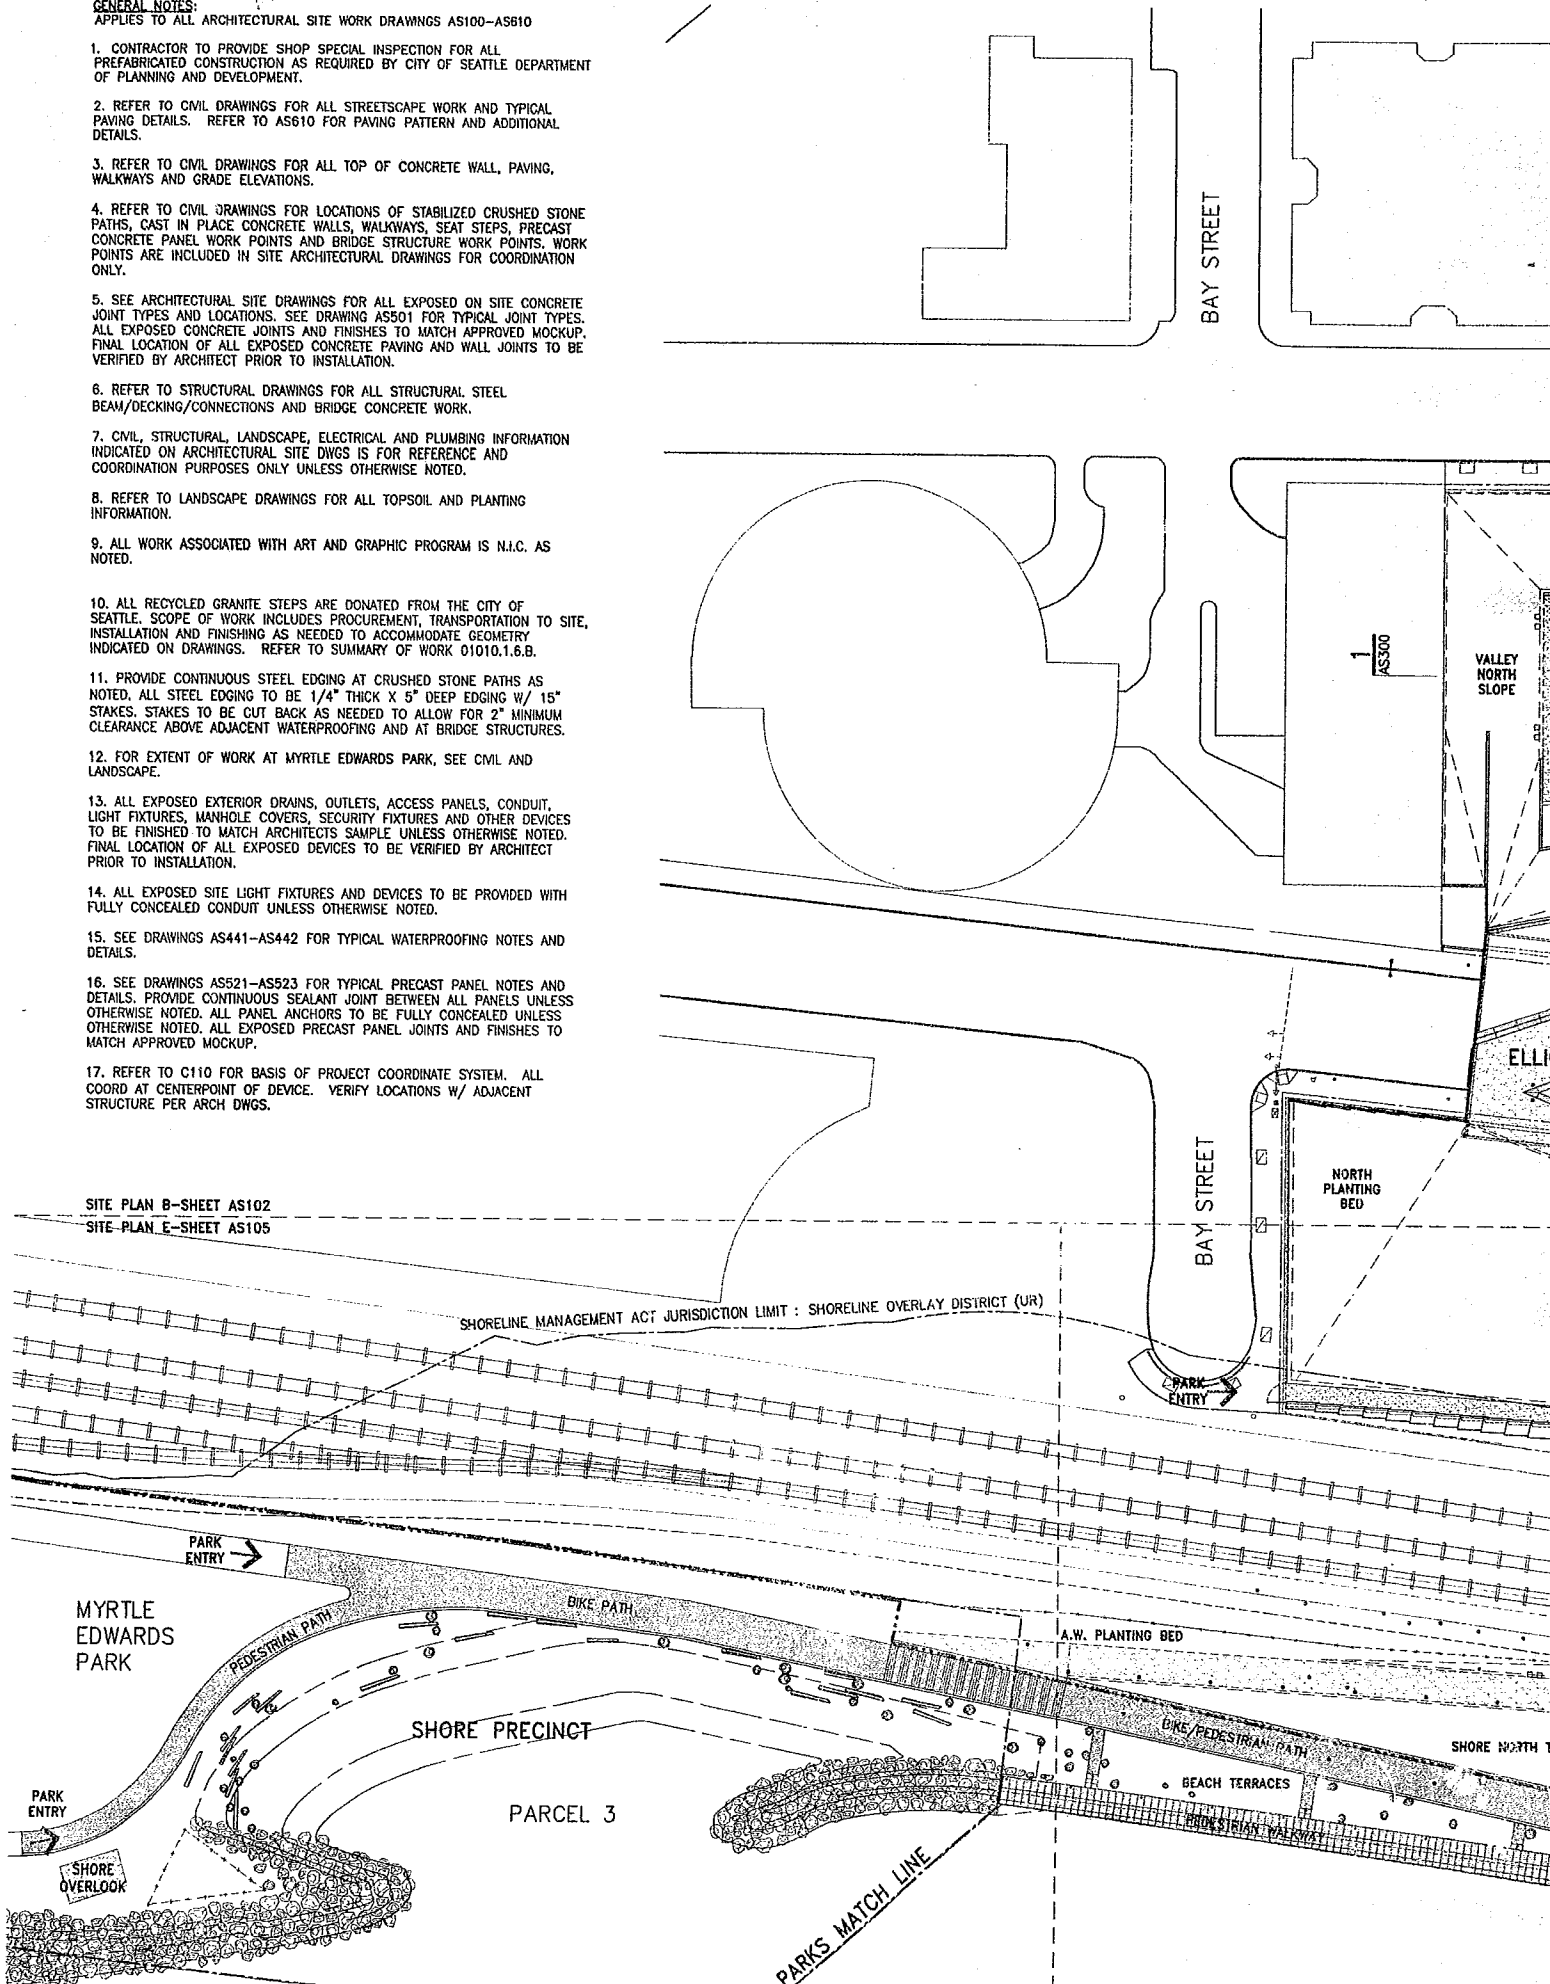 GENERAL NOTES:
APPLIES TO ALL ARCHITECTURAL SITE WORK DRAWINGS AS100-AS610
1. CONTRACTOR TO PROVIDE SHOP SPECIAL INSPECTION FOR ALL
PREFABRICATED CONSTRUCTION AS REQUIRED BY CITY OF SEATTLE DEPARTMENT
OF PLANNING AND DEVELOPMENT.
2. REFER TO CIVIL DRAWINGS FOR ALL STREETSCAPE WORK AND TYPICAL
PAVING DETAILS. REFER TO AS610 FOR PAVING PATTERN AND ADDITIONAL
DETAILS.
3. REFER TO CIVIL DRAWINGS FOR ALL TOP OF CONCRETE WALL, PAVING,
WALKWAYS AND GRADE ELEVATIONS.
4. REFER TO CIVIL DRAWINGS FOR LOCATIONS OF STABILIZED CRUSHED STONE
PATHS, CAST IN PLACE CONCRETE WALLS, WALKWAYS, SEAT STEPS, PRECAST
CONCRETE PANEL WORK POINTS AND BRIDGE STRUCTURE WORK POINTS. WORK
POINTS ARE INCLUDED IN SITE ARCHITECTURAL DRAWINGS FOR COORDINATION
ONLY.
5. SEE ARCHITECTURAL SITE DRAWINGS FOR ALL EXPOSED ON SITE CONCRETE
JOINT TYPES AND LOCATIONS. SEE DRAWING AS501 FOR TYPICAL JOINT TYPES.
ALL EXPOSED CONCRETE JOINTS AND FINISHES TO MATCH APPROVED MOCKUP.
FINAL LOCATION OF ALL EXPOSED CONCRETE PAVING AND WALL JOINTS TO BE
VERIFIED BY ARCHITECT PRIOR TO INSTALLATION.
6. REFER TO STRUCTURAL DRAWINGS FOR ALL STRUCTURAL STEEL
BEAM/DECKING/CONNECTIONS AND BRIDGE CONCRETE WORK.
7. CIVIL, STRUCTURAL, LANDSCAPE, ELECTRICAL AND PLUMBING INFORMATION
INDICATED ON ARCHITECTURAL SITE DWGS IS FOR REFERENCE AND
COORDINATION PURPOSES ONLY UNLESS OTHERWISE NOTED.
8. REFER TO LANDSCAPE DRAWINGS FOR ALL TOPSOIL AND PLANTING
INFORMATION.
9. ALL WORK ASSOCIATED WITH ART AND GRAPHIC PROGRAM IS N.I.C. AS
NOTED.
10. ALL RECYCLED GRANITE STEPS ARE DONATED FROM THE CITY OF
SEATTLE. SCOPE OF WORK INCLUDES PROCUREMENT, TRANSPORTATION TO SITE,
INSTALLATION AND FINISHING AS NEEDED TO ACCOMMODATE GEOMETRY
INDICATED ON DRAWINGS. REFER TO SUMMARY OF WORK 01010.1.6.B.
11. PROVIDE CONTINUOUS STEEL EDGING AT CRUSHED STONE PATHS AS
NOTED. ALL STEEL EDGING TO BE 1/4" THICK X 5" DEEP EDGING W/ 15"
STAKES. STAKES TO BE CUT BACK AS NEEDED TO ALLOW FOR 2" MINIMUM
CLEARANCE ABOVE ADJACENT WATERPROOFING AND AT BRIDGE STRUCTURES.
12. FOR EXTENT OF WORK AT MYRTLE EDWARDS PARK, SEE CIVIL AND
LANDSCAPE.
13. ALL EXPOSED EXTERIOR DRAINS, OUTLETS, ACCESS PANELS, CONDUIT,
LIGHT FIXTURES, MANHOLE COVERS, SECURITY FIXTURES AND OTHER DEVICES
TO BE FINISHED TO MATCH ARCHITECTS SAMPLE UNLESS OTHERWISE NOTED.
FINAL LOCATION OF ALL EXPOSED DEVICES TO BE VERIFIED BY ARCHITECT
PRIOR TO INSTALLATION.
14. ALL EXPOSED SITE LIGHT FIXTURES AND DEVICES TO BE PROVIDED WITH
FULLY CONCEALED CONDUIT UNLESS OTHERWISE NOTED.
15. SEE DRAWINGS AS441-AS442 FOR TYPICAL WATERPROOFING NOTES AND
DETAILS.
16. SEE DRAWINGS AS521-AS523 FOR TYPICAL PRECAST PANEL NOTES AND
DETAILS. PROVIDE CONTINUOUS SEALANT JOINT BETWEEN ALL PANELS UNLESS
OTHERWISE NOTED. ALL PANEL ANCHORS TO BE FULLY CONCEALED UNLESS
OTHERWISE NOTED. ALL EXPOSED PRECAST PANEL JOINTS AND FINISHES TO
MATCH APPROVED MOCKUP.
17. REFER TO C110 FOR BASIS OF PROJECT COORDINATE SYSTEM. ALL
COORD AT CENTERPOINT OF DEVICE. VERIFY LOCATIONS W/ ADJACENT
STRUCTURE PER ARCH DWGS.
BAY STREET
1
AS300
VALLEY
NORTH
SLOPE
ELLI
NORTH
PLANTING
BED
BAY STREET
SITE PLAN B-SHEET AS102
SITE PLAN E-SHEET AS105
SHORELINE MANAGEMENT ACT JURISDICTION LIMIT : SHORELINE OVERLAY DISTRICT (UR)
PARK
ENTRY
PARK
ENTRY
MYRTLE
EDWARDS
PARK
PEDESTRIAN PATH
BIKE PATH
A.W. PLANTING BED
SHORE PRECINCT
BIKE/PEDESTRIAN PATH
SHORE NORTH T
BEACH TERRACES
PEDESTRIAN WALKWAY
PARK
ENTRY
PARCEL 3
SHORE
OVERLOOK
PARKS MATCH LINE